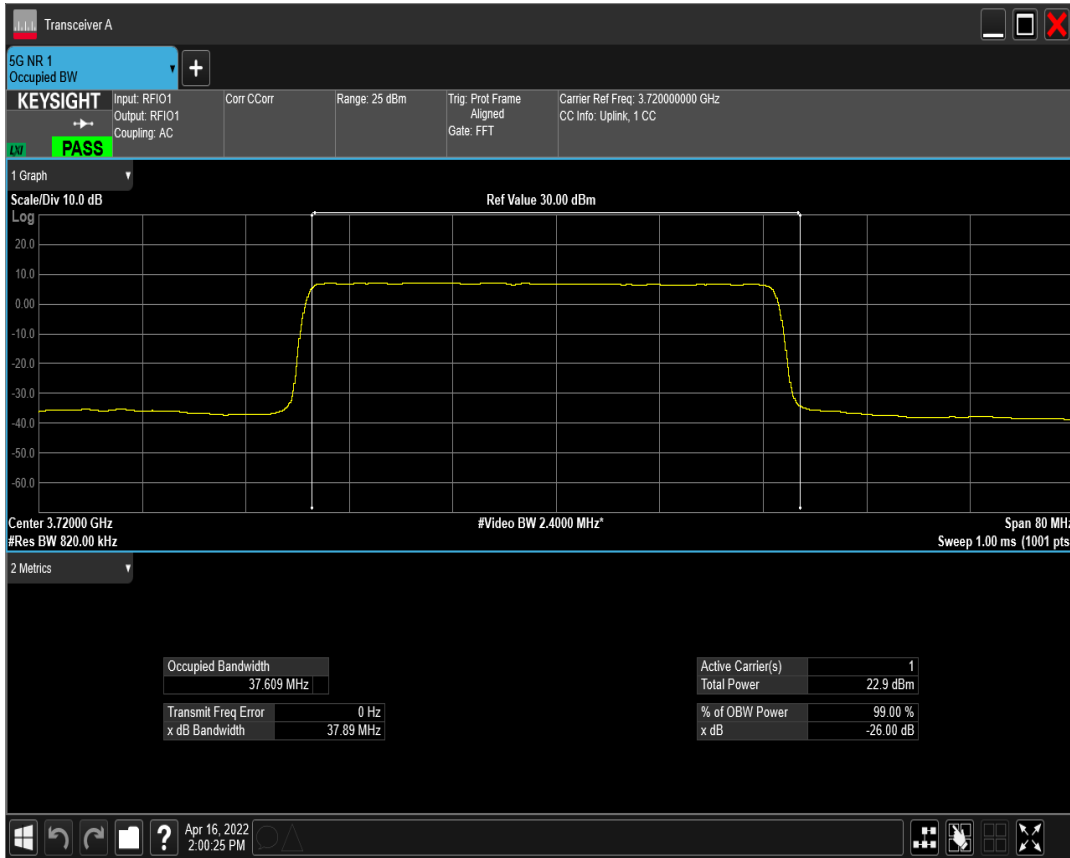 Transceiver A
5G NR 1
Occupied BW
KEYSIGHT
LXI
PASS
Input: RFIO1
Output: RFIO1
Coupling: AC
Corr CCorr
Range: 25 dBm
Trig: Prot Frame
Aligned
Gate: FFT
Carrier Ref Freq: 3.720000000 GHz
CC Info: Uplink, 1 CC
1 Graph
Scale/Div 10.0 dB
Ref Value 30.00 dBm
Log
20.0
10.0
0.00
-10.0
-20.0
-30.0
-40.0
-50.0
-60.0
Center 3.72000 GHz
#Video BW 2.4000 MHz*
Span 80 MHz
#Res BW 820.00 kHz
Sweep 1.00 ms (1001 pts
2 Metrics
Occupied Bandwidth
37.609 MHz
Transmit Freq Error 0 Hz
x dB Bandwidth 37.89 MHz
Active Carrier(s) 1
Total Power 22.9 dBm
% of OBW Power 99.00 %
x dB -26.00 dB
?
Apr 16, 2022
2:00:25 PM